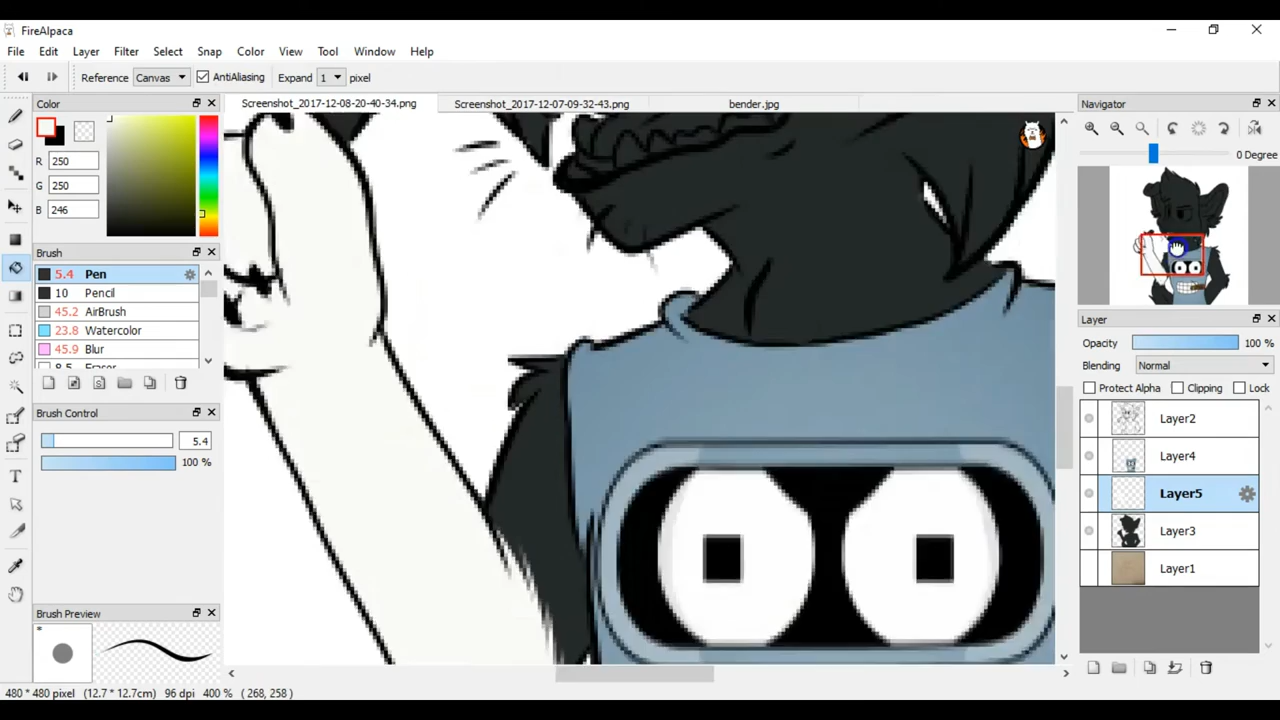 FireAlpaca
File Edit Layer Filter Select Snap Color View Tool Window Help
Reference Canvas AntiAliasing Expand 1 pixel
Color
Screenshot_2017-12-08-20-40-34.png Screenshot_2017-12-07-09-32-43.png bender.jpg
Navigator
R 250
G 250
B 246
0 Degree
Brush
5.4 Pen
10 Pencil
45.2 AirBrush
23.8 Watercolor
45.9 Blur
8.5 Eraser
Brush Control
5.4
100 %
Brush Preview
*
Layer
Opacity 100 %
Blending Normal
Protect Alpha Clipping Lock
Layer2
Layer4
Layer5
Layer3
Layer1
480 * 480 pixel (12.7 * 12.7cm) 96 dpi 400 % ( 268, 258 )